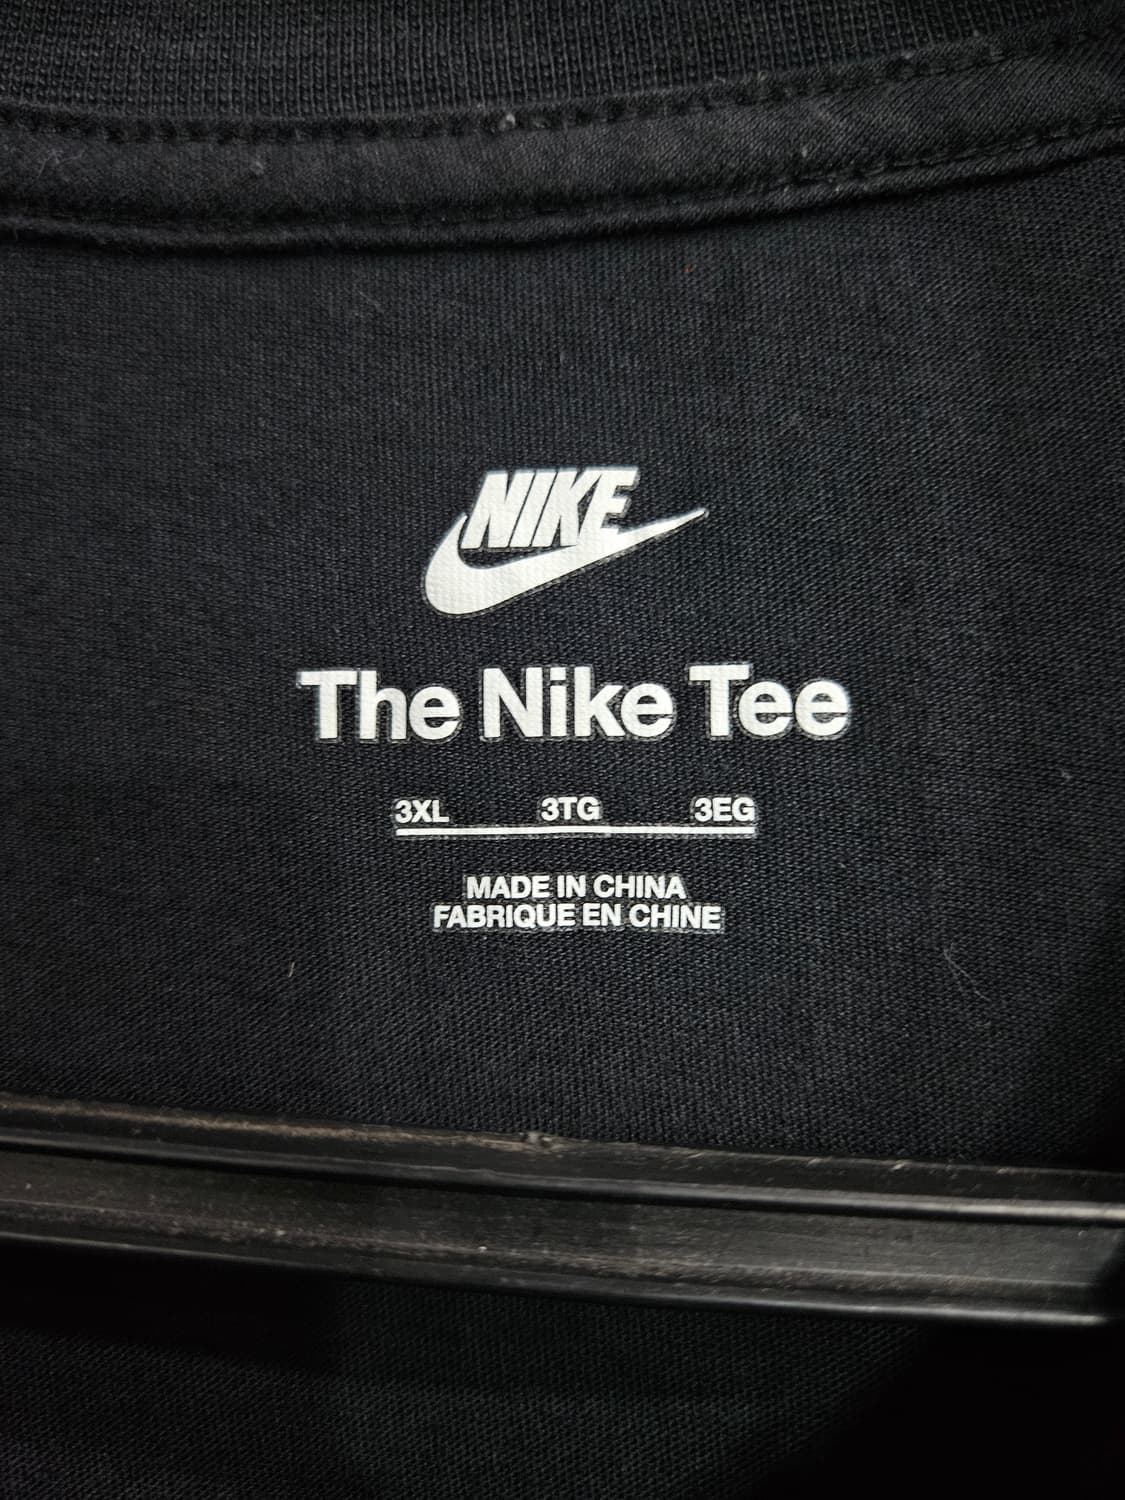 NIKE
The Nike Tee
3XL 3TG 3EG
MADE IN CHINA
FABRIQUE EN CHINE